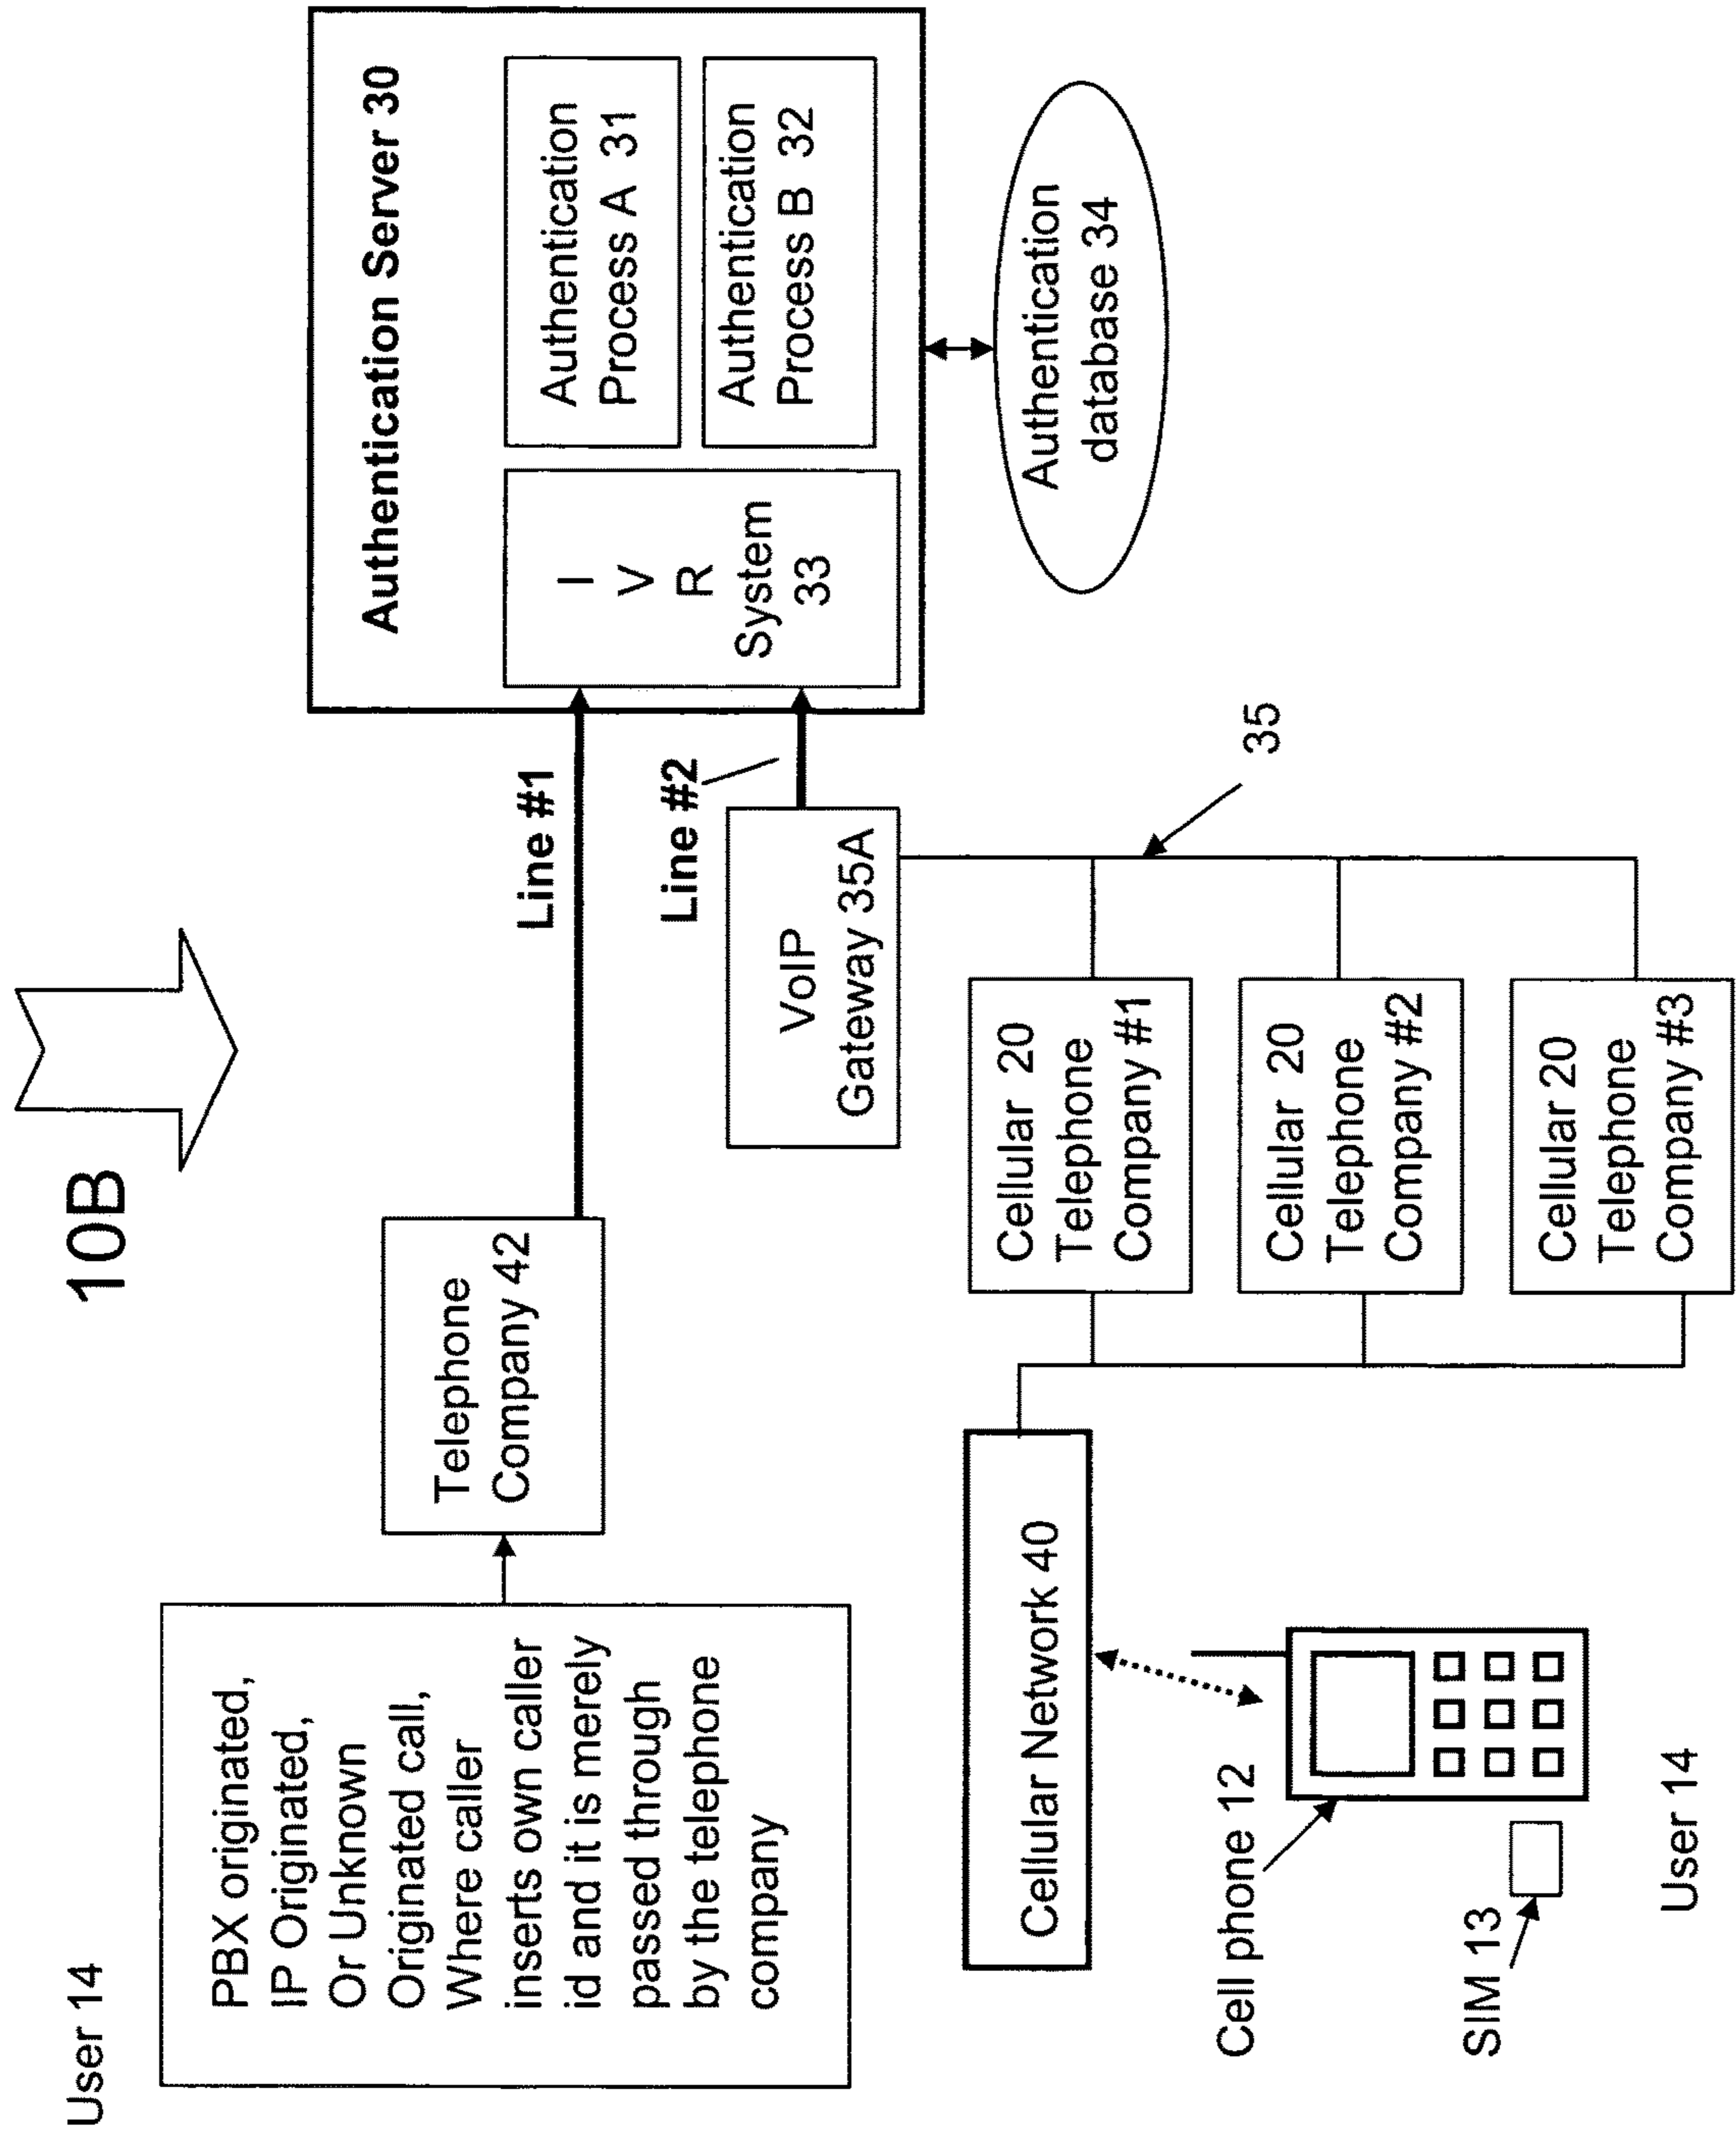 10B
User 14
PBX originated,
IP Originated,
Or Unknown
Originated call,
Where caller
inserts own caller
id and it is merely
passed through
by the telephone
company
Telephone
Company 42
Line #1
Line #2
Authentication Server 30
I
V
R
System
33
Authentication
Process A 31
Authentication
Process B 32
Authentication
database 34
VoIP
Gateway 35A
35
Cellular 20
Telephone
Company #1
Cellular 20
Telephone
Company #2
Cellular 20
Telephone
Company #3
Cellular Network 40
Cell phone 12
SIM 13
User 14